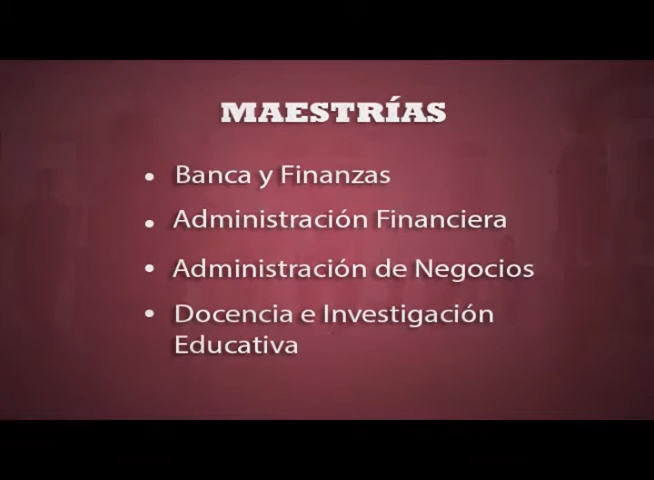 MAESTRÍAS
• Banca y Finanzas
• Administración Financiera
• Administración de Negocios
• Docencia e Investigación
Educativa